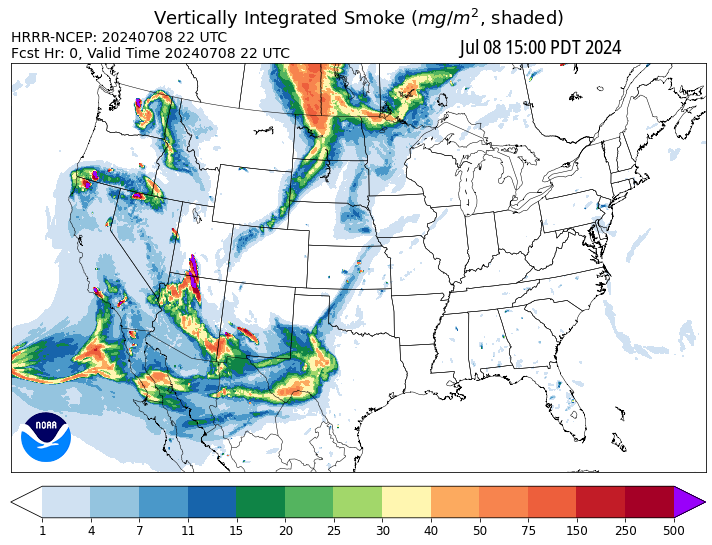 Vertically Integrated Smoke (mg/m², shaded)
HRRR-NCEP: 20240708 22 UTC
Fcst Hr: 0, Valid Time 20240708 22 UTC
Jul 08 15:00 PDT 2024
NOAA
1 4 7 11 15 20 25 30 40 50 75 150 250 500